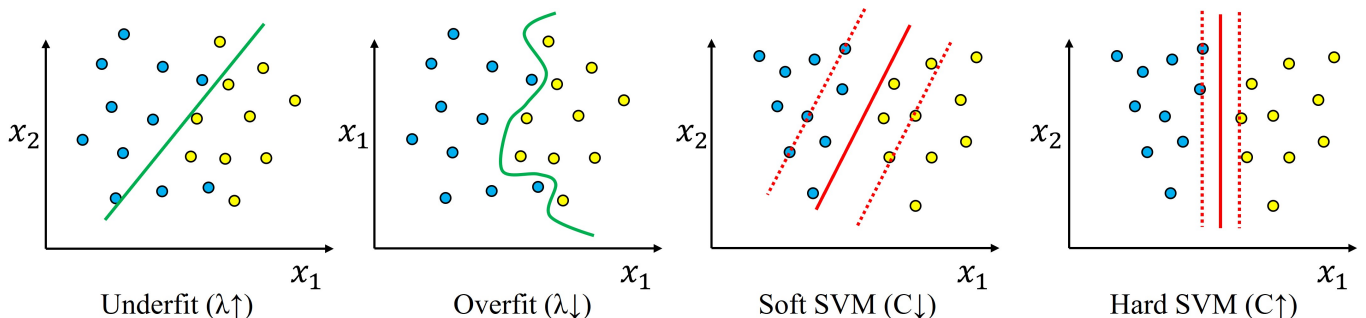 x₂
x₁
Underfit (λ↑)
x₁
x₁
Overfit (λ↓)
x₂
x₁
Soft SVM (C↓)
x₂
x₁
Hard SVM (C↑)